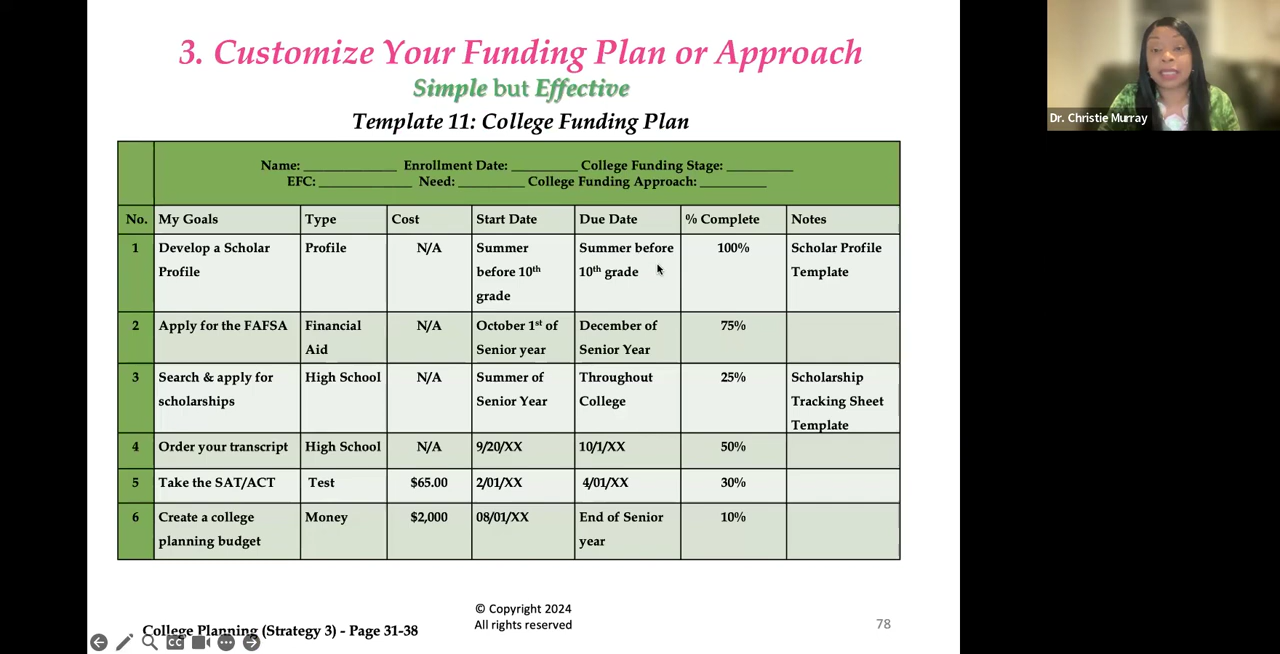 3. Customize Your Funding Plan or Approach
Simple but Effective
Template 11: College Funding Plan
Name: ____________ Enrollment Date: _________ College Funding Stage: _________
EFC: ____________ Need: _________ College Funding Approach: _________
No. My Goals Type Cost Start Date Due Date % Complete Notes
1 Develop a Scholar Profile N/A Summer Summer before 100% Scholar Profile
Profile before 10th 10th grade Template
grade
2 Apply for the FAFSA Financial N/A October 1st of December of 75%
Aid Senior year Senior Year
3 Search & apply for High School N/A Summer of Throughout 25% Scholarship
scholarships Senior Year College Tracking Sheet
Template
4 Order your transcript High School N/A 9/20/XX 10/1/XX 50%
5 Take the SAT/ACT Test $65.00 2/01/XX 4/01/XX 30%
6 Create a college Money $2,000 08/01/XX End of Senior 10%
planning budget year
© Copyright 2024
All rights reserved
College Planning (Strategy 3) - Page 31-38
78
CC
Dr. Christie Murray